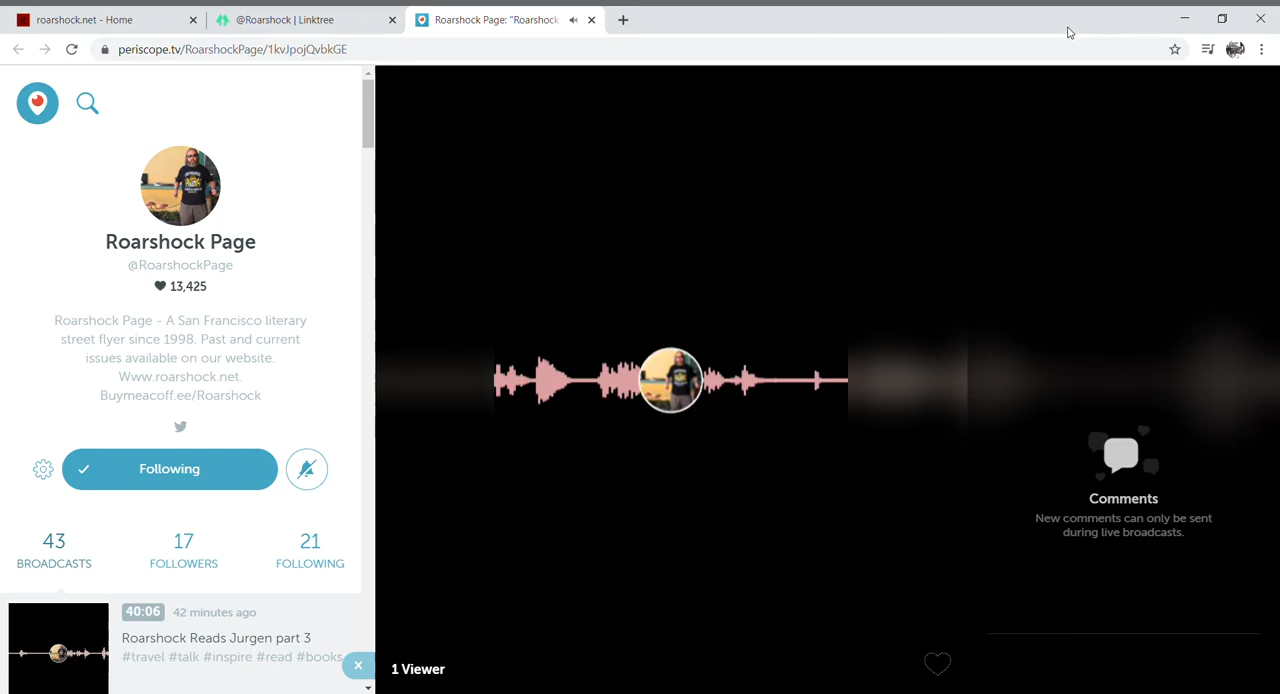 roarshock.net - Home
@Roarshock | Linktree
Roarshock Page: "Roarshock
periscope.tv/RoarshockPage/1kvJpojQvbkGE
Roarshock Page
@RoarshockPage
13,425
Roarshock Page - A San Francisco literary
street flyer since 1998. Past and current
issues available on our website.
Www.roarshock.net.
Buymeacoff.ee/Roarshock
Following
43
BROADCASTS
17
FOLLOWERS
21
FOLLOWING
40:06 42 minutes ago
Roarshock Reads Jurgen part 3
#travel #talk #inspire #read #books
Comments
New comments can only be sent
during live broadcasts.
1 Viewer